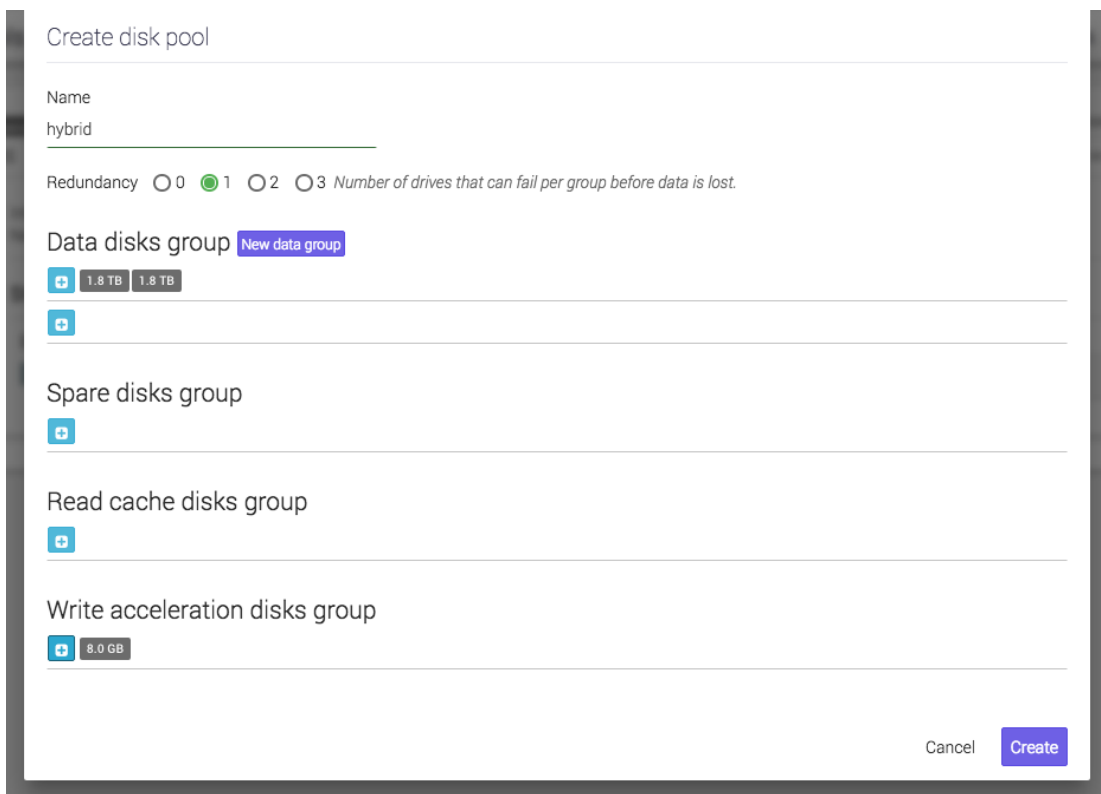 Create disk pool
Name
hybrid
Redundancy 0 1 2 3 Number of drives that can fail per group before data is lost.
Data disks group New data group
1.8 TB 1.8 TB
Spare disks group
Read cache disks group
Write acceleration disks group
8.0 GB
Cancel Create